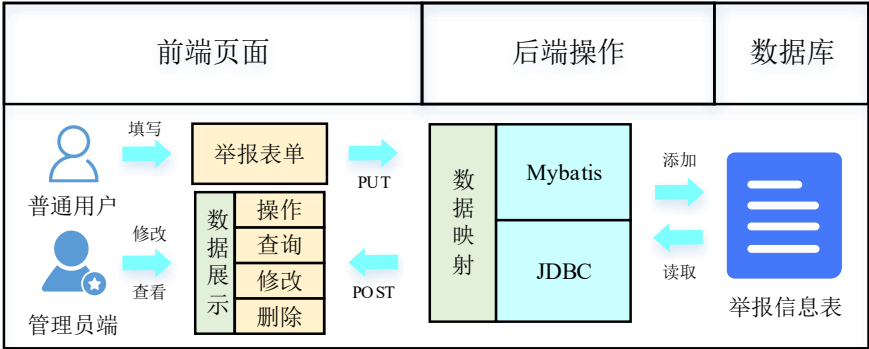 前端页面
后端操作
数据库
普通用户
填写
举报表单
PUT
管理员端
修改
查看
数据展示
操作
查询
修改
删除
POST
数据映射
Mybatis
JDBC
添加
读取
举报信息表